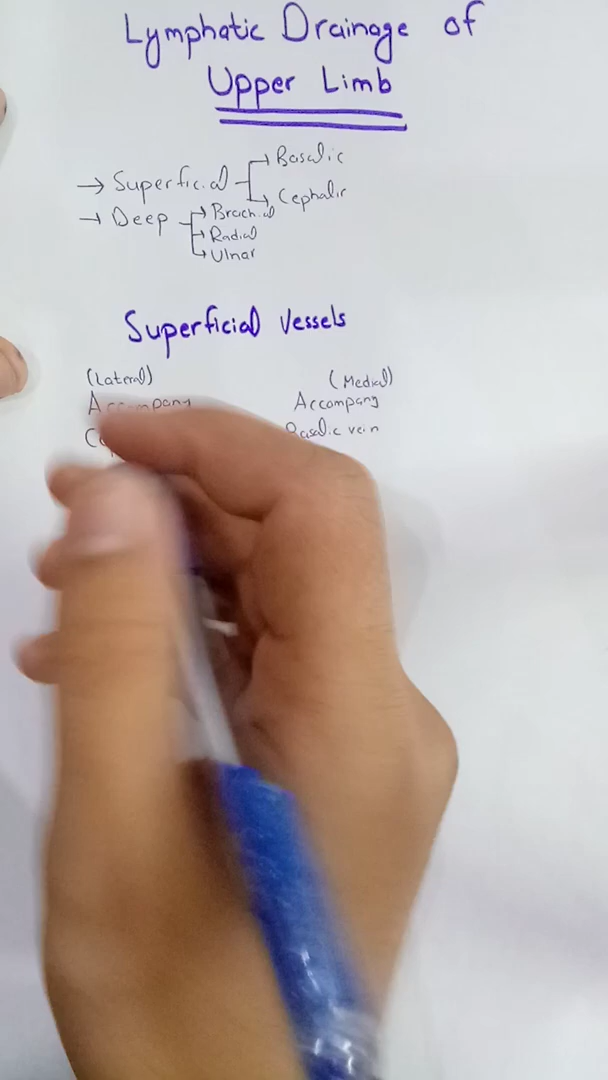 Lymphatic Drainage of
Upper Limb
→ Superficial → Basalic
→ Cephalic
→ Deep → Brachial
→ Radial
→ Ulnar
Superficial Vessels
(Lateral) (Medial)
Accompany Accompany
Basalic vein